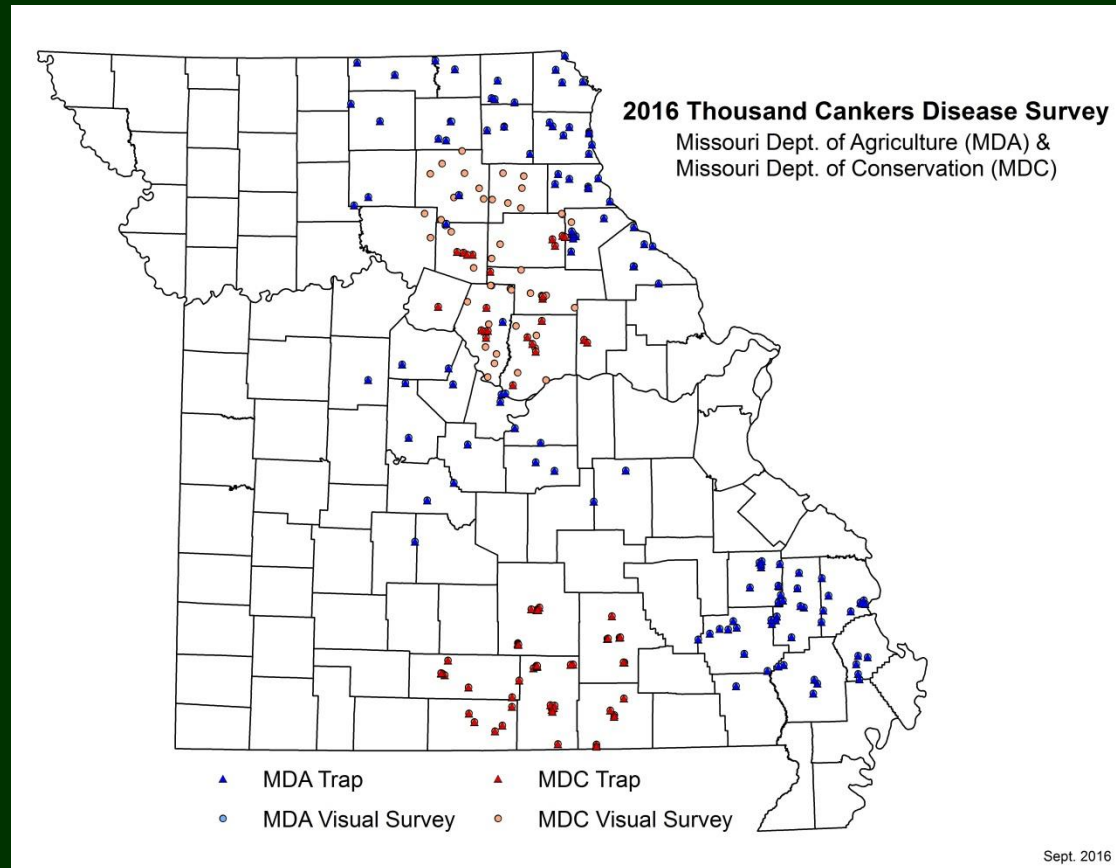 2016 Thousand Cankers Disease Survey
Missouri Dept. of Agriculture (MDA) &
Missouri Dept. of Conservation (MDC)
MDA Trap
MDC Trap
MDA Visual Survey
MDC Visual Survey
Sept. 2016